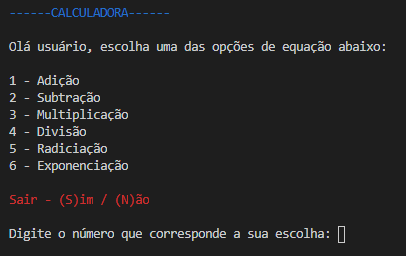 ------CALCULADORA------
Olá usuário, escolha uma das opções de equação abaixo:
1 - Adição
2 - Subtração
3 - Multiplicação
4 - Divisão
5 - Radiciação
6 - Exponenciação
Sair - (S)im / (N)ão
Digite o número que corresponde a sua escolha: